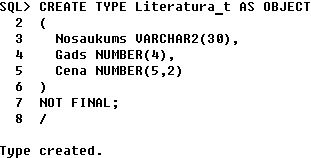 SQL> CREATE TYPE Literatura_t AS OBJECT
2 (
3 Nosaukums VARCHAR2(30),
4 Gads NUMBER(4),
5 Cena NUMBER(5,2)
6 )
7 NOT FINAL;
8 /
Type created.